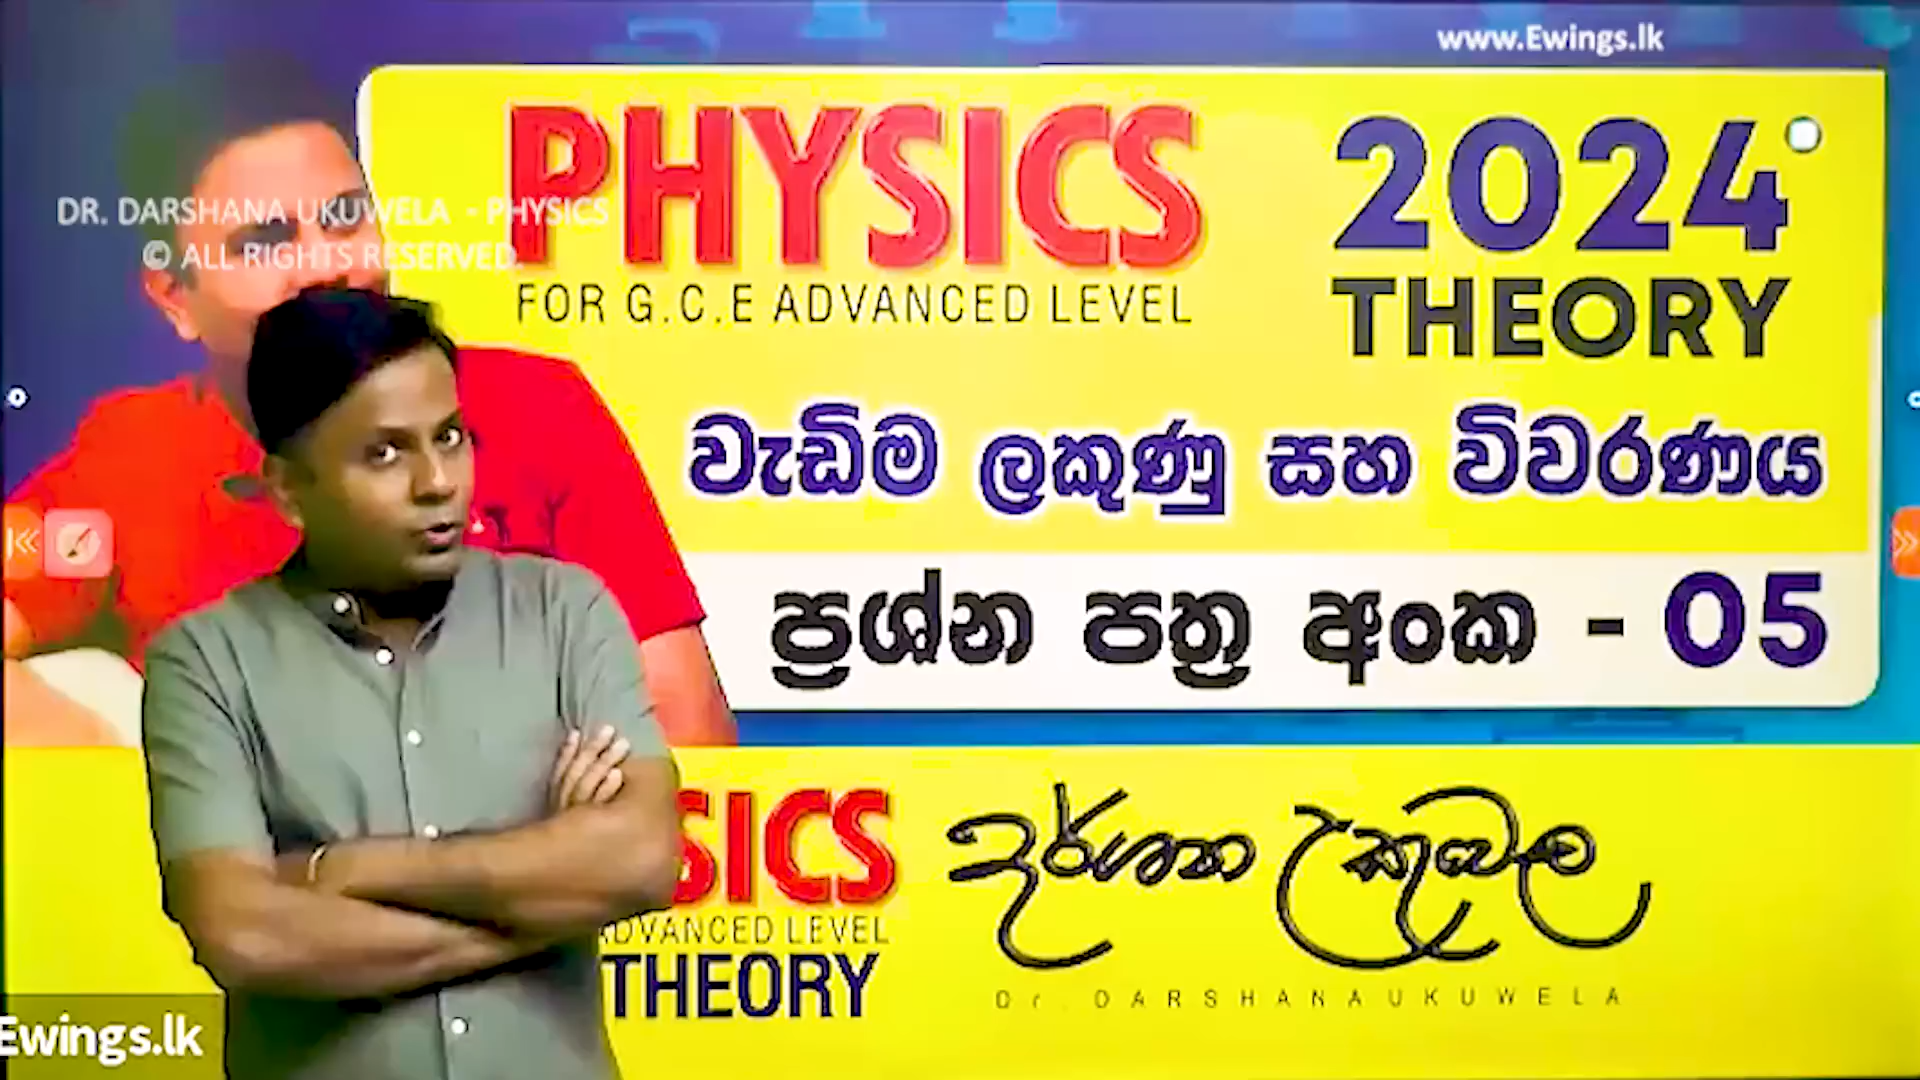 www.Ewings.lk
PHYSICS
FOR G.C.E ADVANCED LEVEL
2024
THEORY
DR. DARSHANA UKUWELA - PHYSICS
© ALL RIGHTS RESERVED.
වැඩිම ලකුණු සහ විවරණය
ප්‍රශ්න පත්‍ර අංක - 05
SICS
ADVANCED LEVEL
THEORY
දර්ශන උකුවෙල
Dr. DARSHANA UKUWELA
Ewings.lk